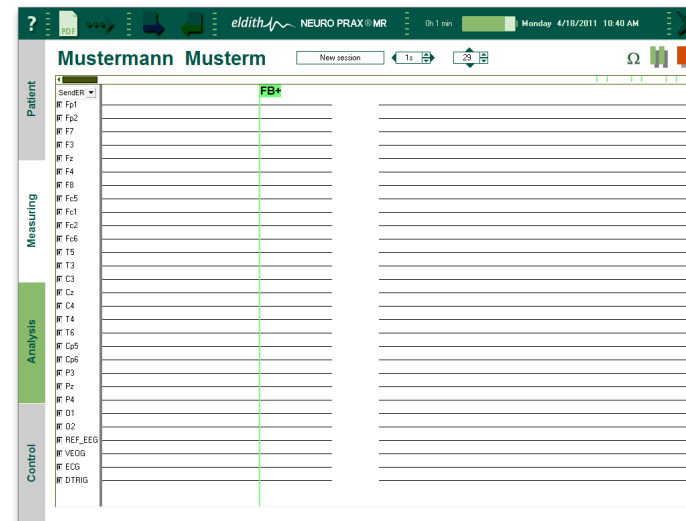 ? PDF eldith NEURO PRAX®MR 0h 1 min Monday 4/18/2011 10:40 AM
Mustermann Musterm New session 1s 29 Ω
Patient
Measuring
Analysis
Control
SendER FB+
Fp1
Fp2
F7
F3
Fz
F4
F8
Fc5
Fc1
Fc2
Fc6
T5
T3
C3
Cz
C4
T4
T6
Cp5
Cp6
P3
Pz
P4
O1
O2
REF_EEG
VEOG
ECG
DTRIG